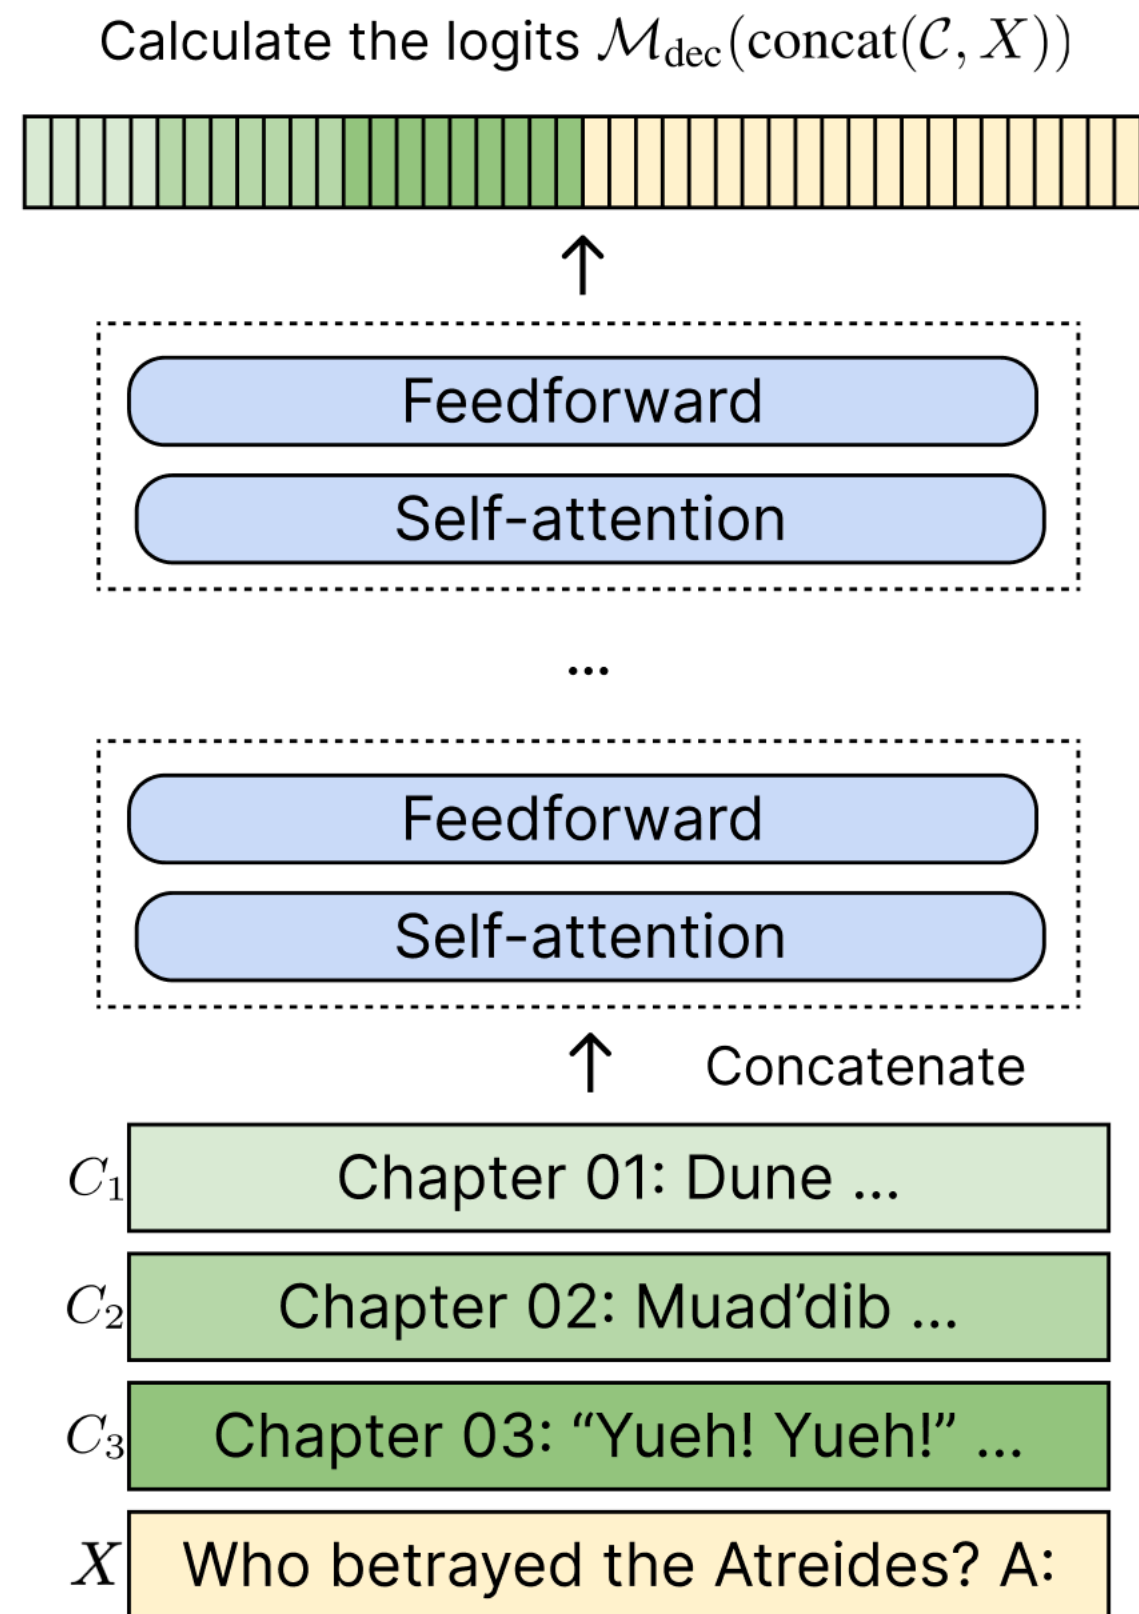 Calculate the logits $\mathcal{M}_{\text{dec}}(\text{concat}(\mathcal{C}, X))$
Feedforward
Self-attention
...
Feedforward
Self-attention
Concatenate
$C_1$ Chapter 01: Dune ...
$C_2$ Chapter 02: Muad’dib ...
$C_3$ Chapter 03: “Yueh! Yueh!” ...
$X$ Who betrayed the Atreides? A: